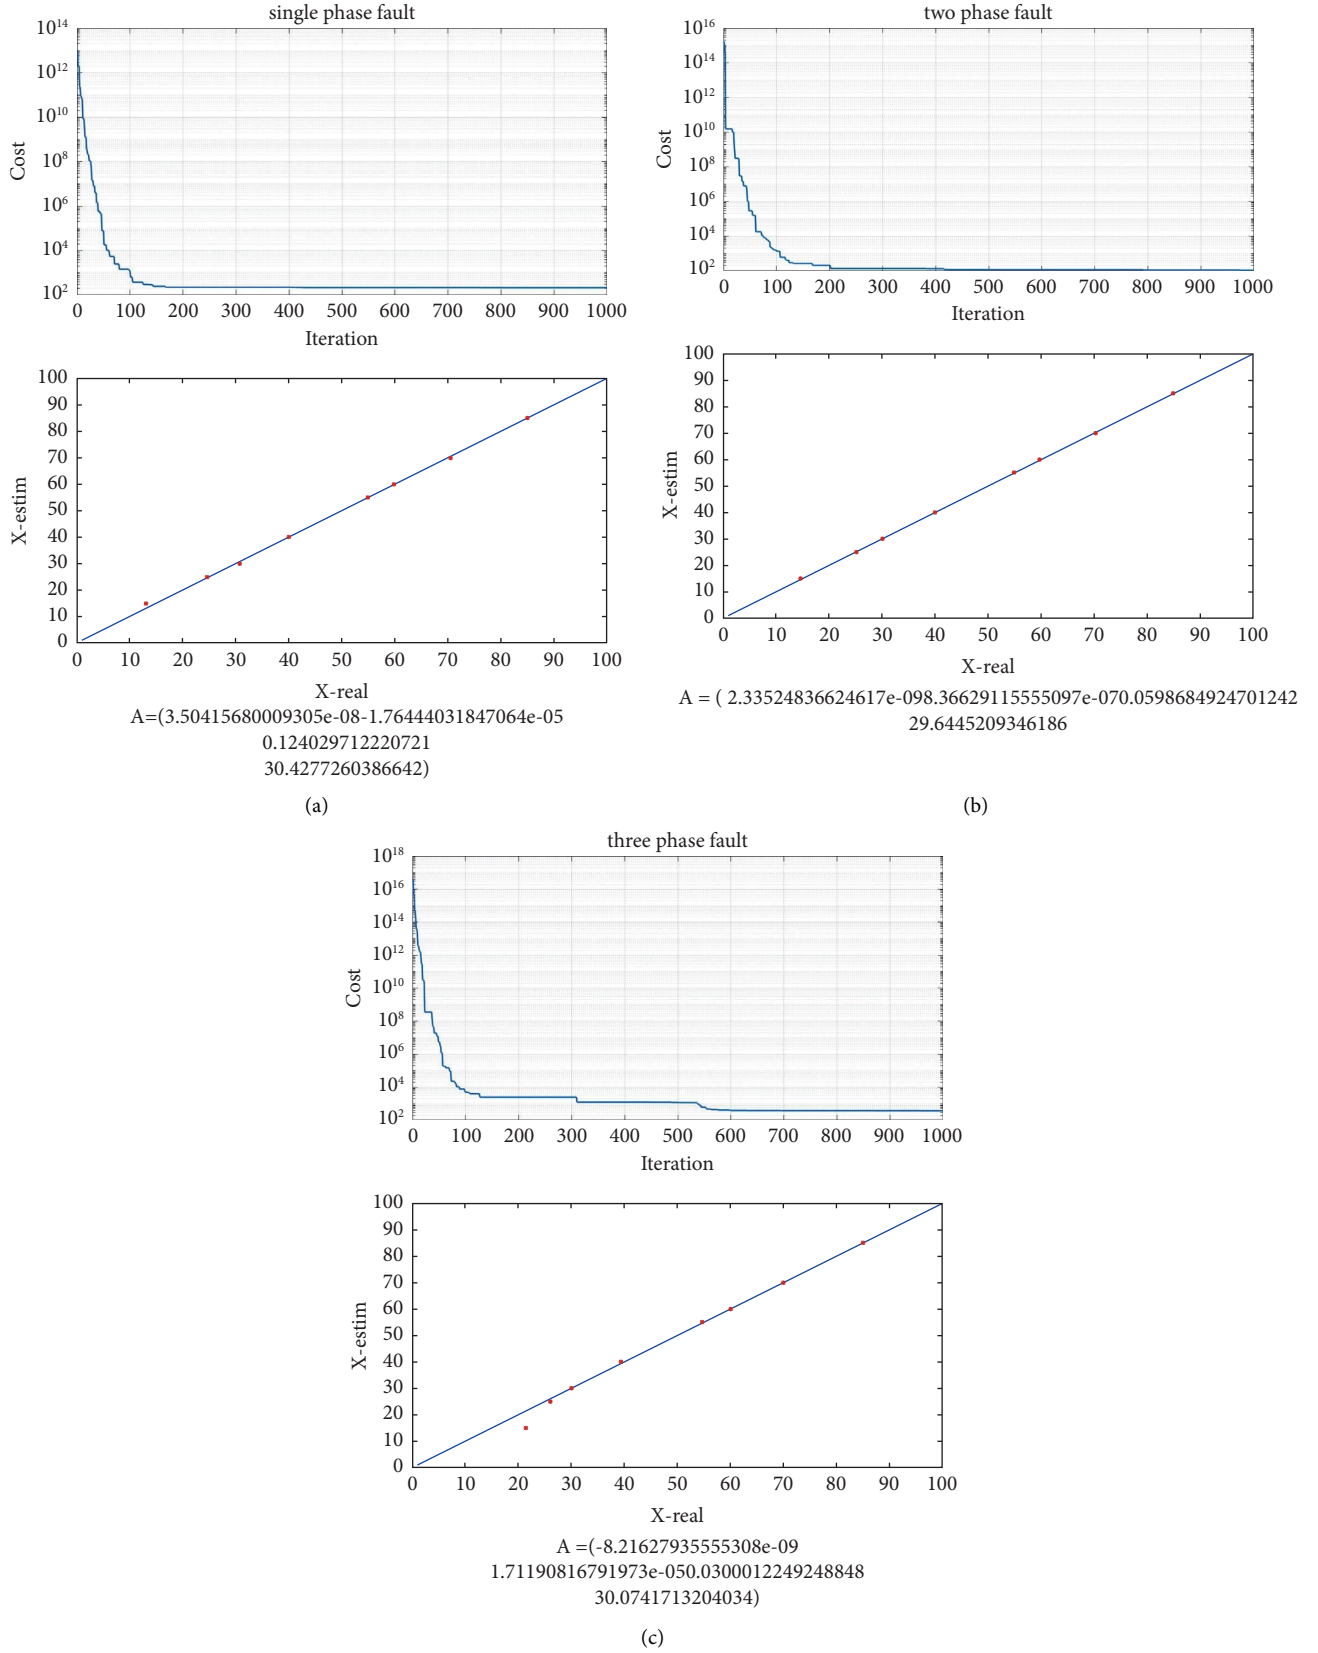 single phase fault
10^14
10^12
10^10
10^8
10^6
10^4
10^2
Cost
0 100 200 300 400 500 600 700 800 900 1000
Iteration
100
90
80
70
60
50
40
30
20
10
0
X-estim
0 10 20 30 40 50 60 70 80 90 100
X-real
A=(3.50415680009305e-08-1.76444031847064e-05
0.124029712220721
30.4277260386642)
(a)
two phase fault
10^16
10^14
10^12
10^10
10^8
10^6
10^4
10^2
Cost
0 100 200 300 400 500 600 700 800 900 1000
Iteration
100
90
80
70
60
50
40
30
20
10
0
X-estim
0 10 20 30 40 50 60 70 80 90 100
X-real
A = ( 2.33524836624617e-098.36629115555097e-070.0598684924701242
29.6445209346186
(b)
three phase fault
10^18
10^16
10^14
10^12
10^10
10^8
10^6
10^4
10^2
Cost
0 100 200 300 400 500 600 700 800 900 1000
Iteration
100
90
80
70
60
50
40
30
20
10
0
X-estim
0 10 20 30 40 50 60 70 80 90 100
X-real
A =(-8.21627935555308e-09
1.71190816791973e-050.0300012249248848
30.0741713204034)
(c)